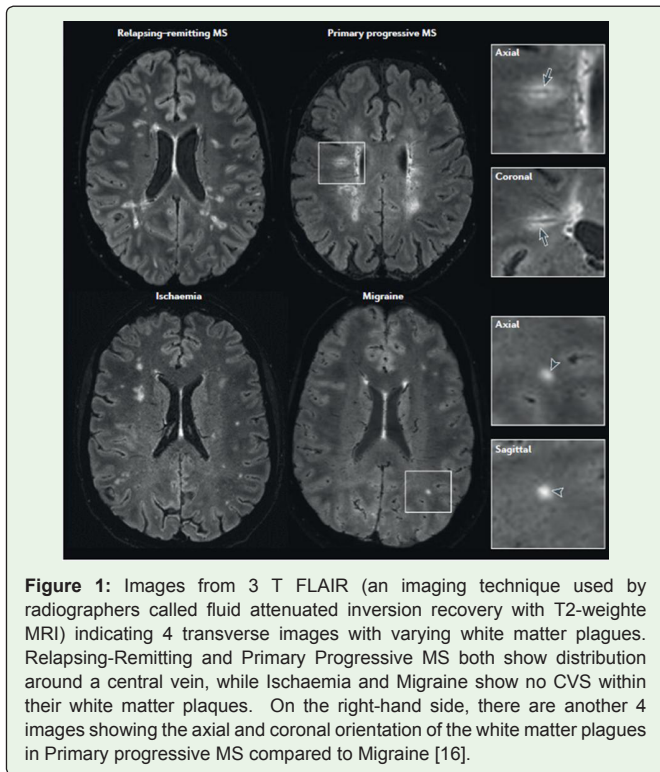 Relapsing-remitting MS
Primary progressive MS
Axial
Coronal
Ischaemia
Migraine
Axial
Sagittal
Figure 1: Images from 3 T FLAIR (an imaging technique used by
radiographers called fluid attenuated inversion recovery with T2-weighte
MRI) indicating 4 transverse images with varying white matter plagues.
Relapsing-Remitting and Primary Progressive MS both show distribution
around a central vein, while Ischaemia and Migraine show no CVS within
their white matter plaques. On the right-hand side, there are another 4
images showing the axial and coronal orientation of the white matter plagues
in Primary progressive MS compared to Migraine [16].